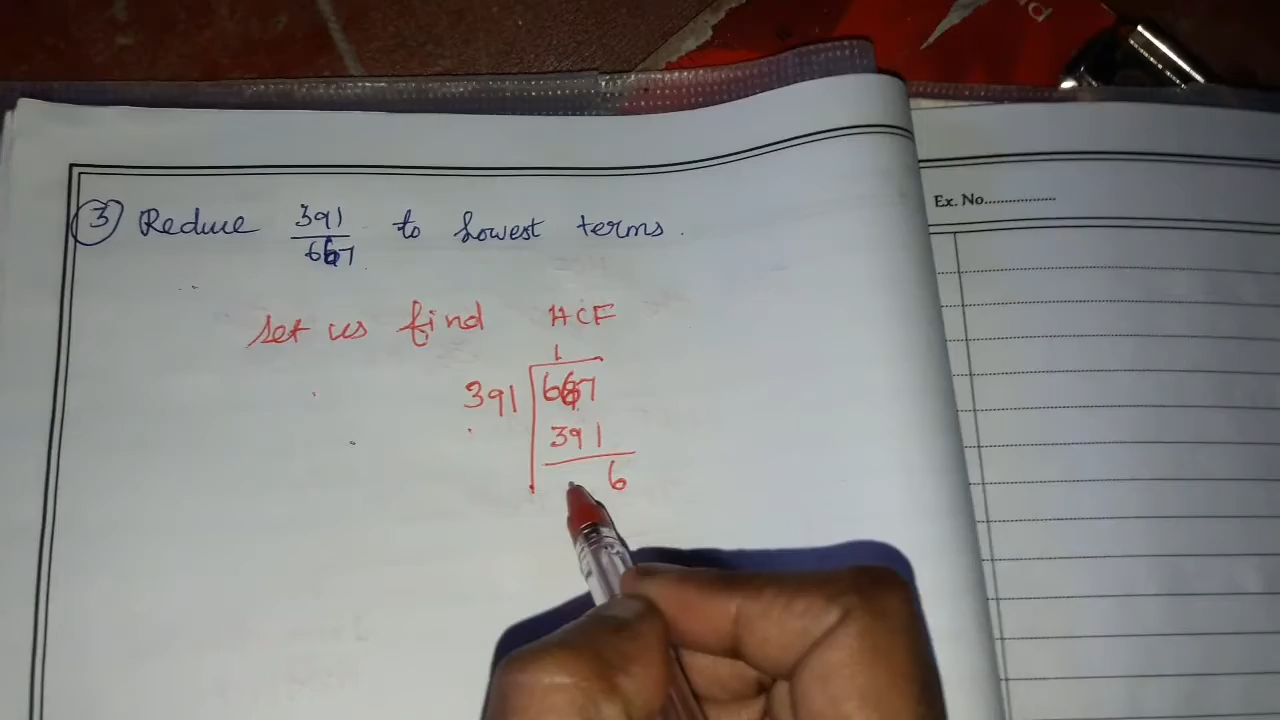 3 Reduce 391/667 to lowest terms.
Let us find HCF
1
391 667
391
6
Ex. No..................